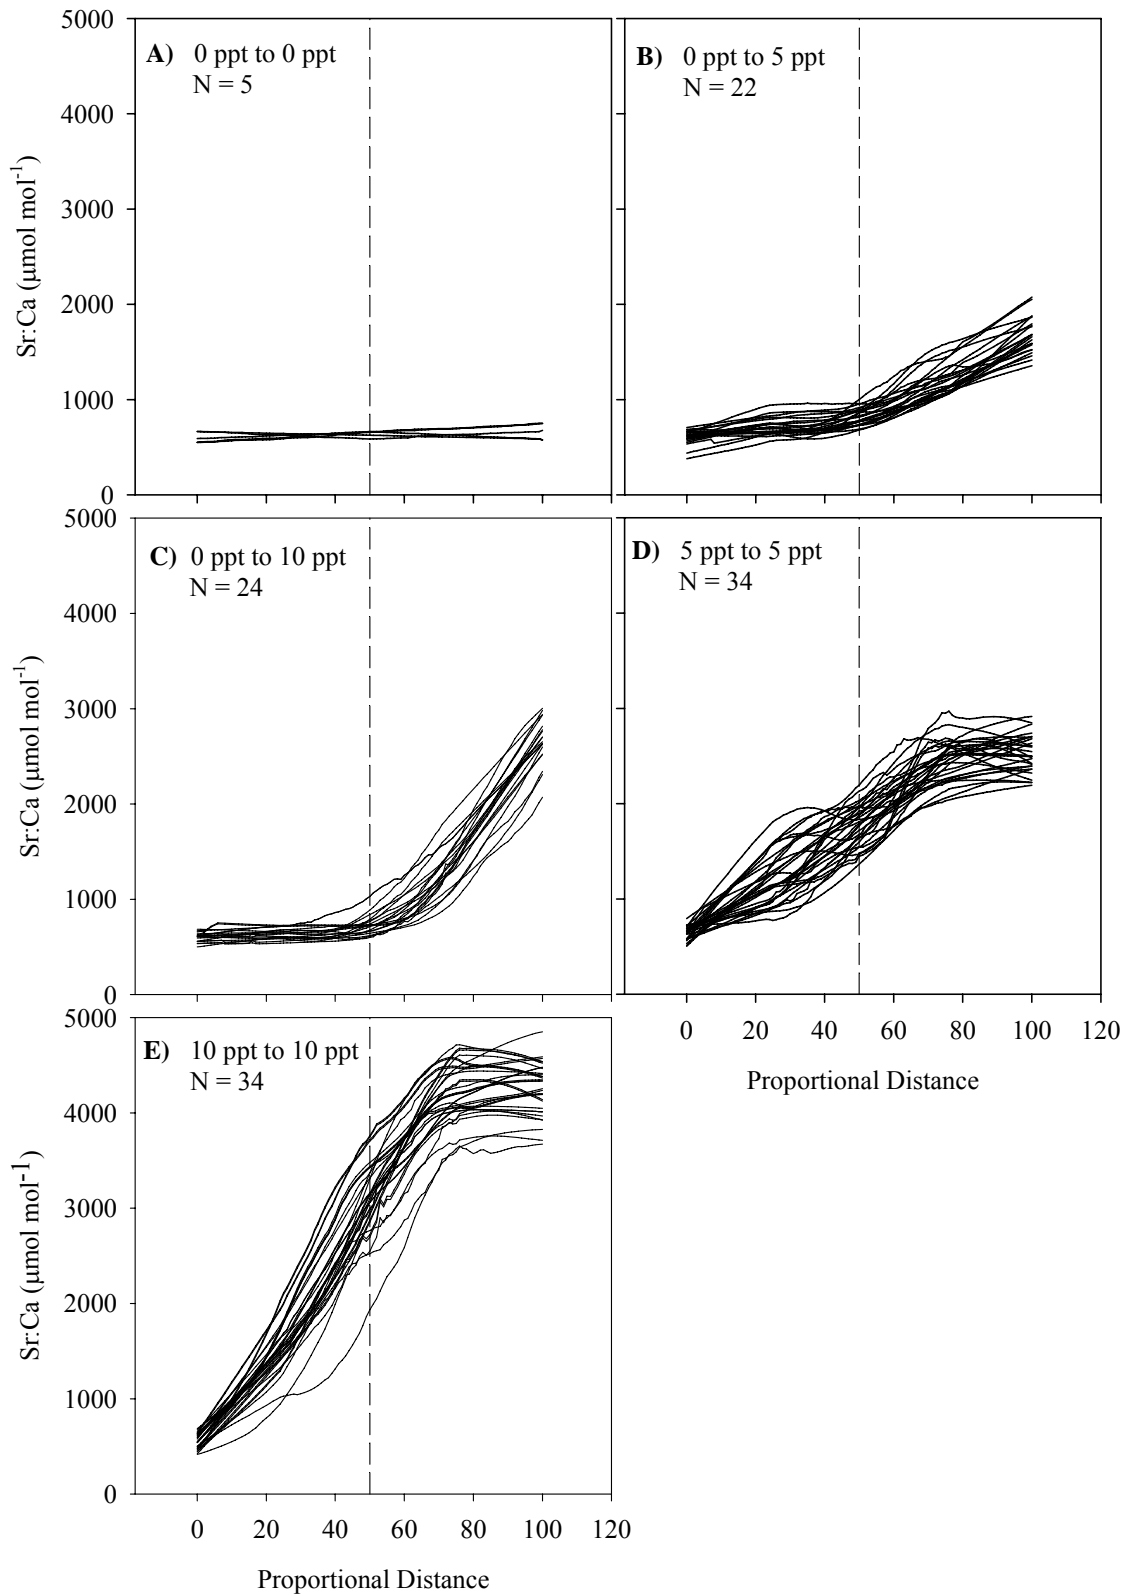 A) 0 ppt to 0 ppt
N = 5
B) 0 ppt to 5 ppt
N = 22
5000
4000
3000
2000
1000
0
Sr:Ca (μmol mol⁻¹)
C) 0 ppt to 10 ppt
N = 24
D) 5 ppt to 5 ppt
N = 34
5000
4000
3000
2000
1000
0
Sr:Ca (μmol mol⁻¹)
0 20 40 60 80 100 120
Proportional Distance
E) 10 ppt to 10 ppt
N = 34
5000
4000
3000
2000
1000
0
Sr:Ca (μmol mol⁻¹)
0 20 40 60 80 100 120
Proportional Distance